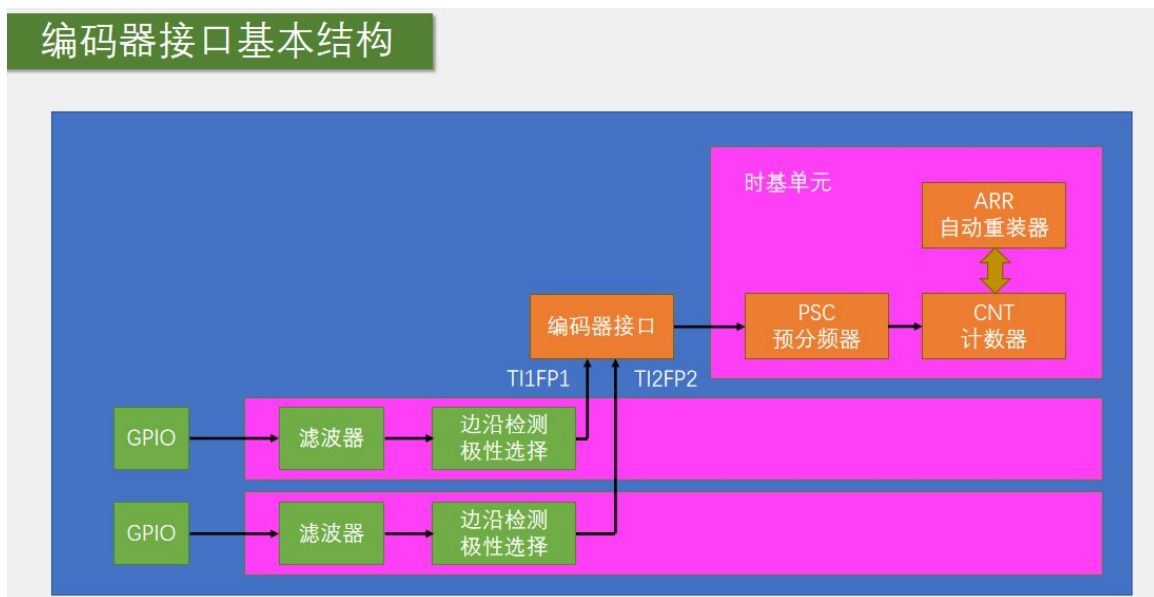 编码器接口基本结构
时基单元
ARR
自动重装器
编码器接口
PSC
预分频器
CNT
计数器
TI1FP1
TI2FP2
GPIO
滤波器
边沿检测
极性选择
GPIO
滤波器
边沿检测
极性选择